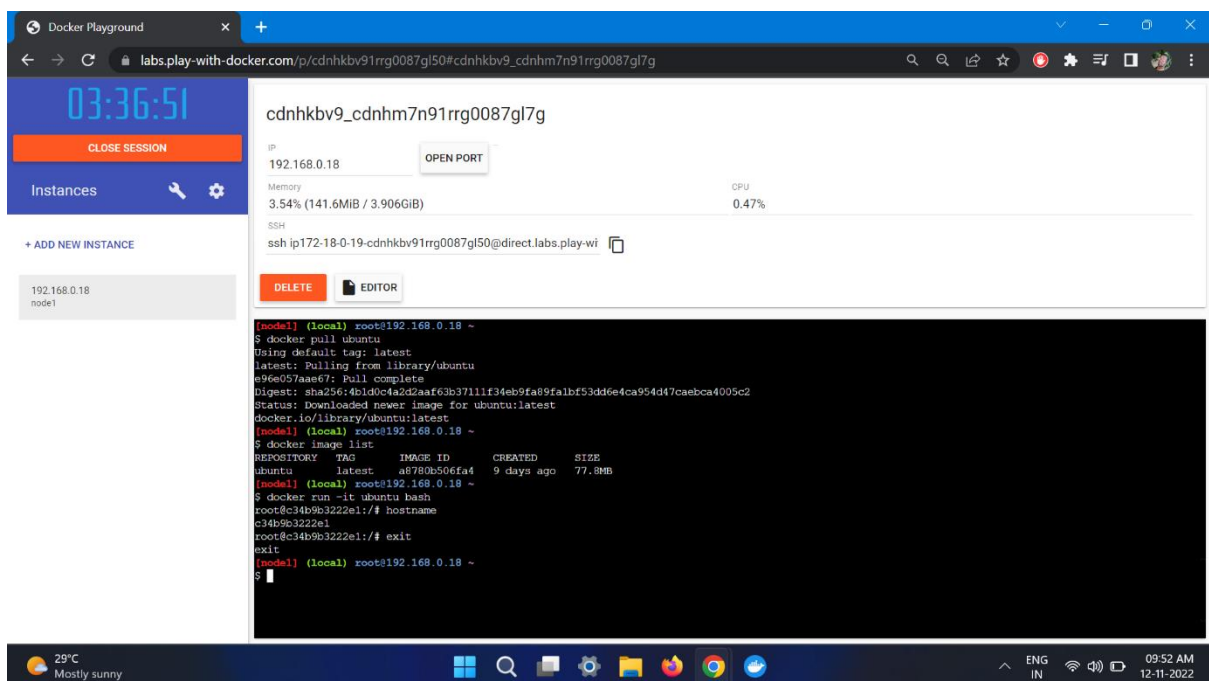 Docker Playground
labs.play-with-docker.com/p/cdnhkbv91rrg0087gl50#cdnhkbv9_cdnhm7n91rrg0087gl7g
03:36:51
CLOSE SESSION
Instances
+ ADD NEW INSTANCE
192.168.0.18
node1
cdnhkbv9_cdnhm7n91rrg0087gl7g
IP
192.168.0.18
OPEN PORT
Memory
3.54% (141.6MiB / 3.906GiB)
CPU
0.47%
SSH
ssh ip172-18-0-19-cdnhkbv91rrg0087gl50@direct.labs.play-wi
DELETE
EDITOR
[node1] (local) root@192.168.0.18 ~
$ docker pull ubuntu
Using default tag: latest
latest: Pulling from library/ubuntu
e96e057aae67: Pull complete
Digest: sha256:4b1d0c4a2d2aaf63b37111f34eb9fa89fa1bf53dd6e4ca954d47caebca4005c2
Status: Downloaded newer image for ubuntu:latest
docker.io/library/ubuntu:latest
[node1] (local) root@192.168.0.18 ~
$ docker image list
REPOSITORY TAG IMAGE ID CREATED SIZE
ubuntu latest a8780b506fa4 9 days ago 77.8MB
[node1] (local) root@192.168.0.18 ~
$ docker run -it ubuntu bash
root@c34b9b3222e1:/# hostname
c34b9b3222e1
root@c34b9b3222e1:/# exit
exit
[node1] (local) root@192.168.0.18 ~
$
29°C
Mostly sunny
ENG
IN
09:52 AM
12-11-2022